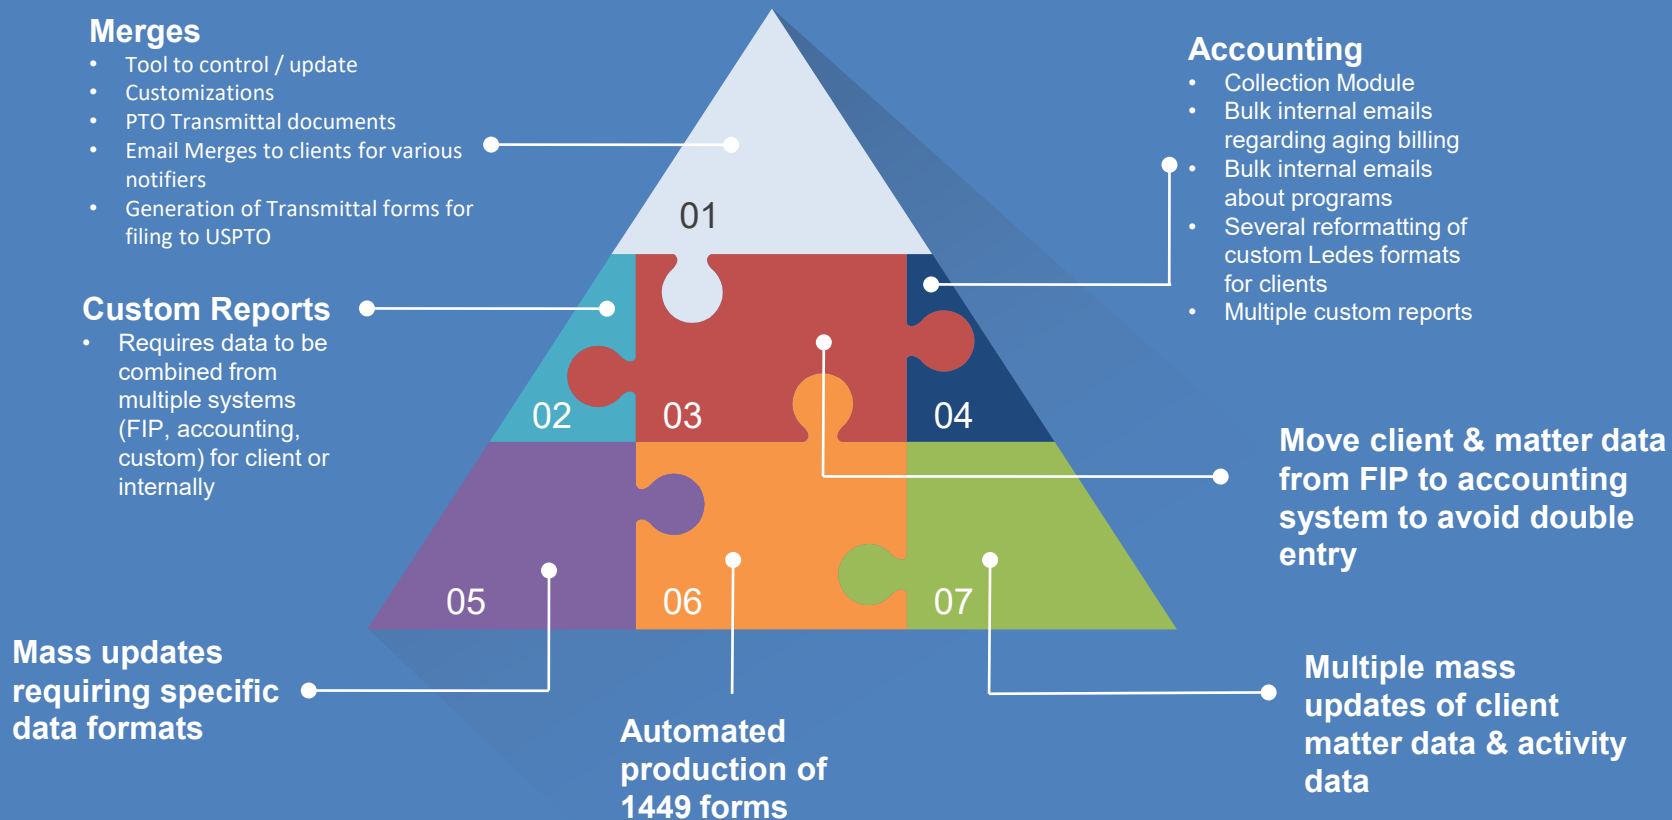 Merges
• Tool to control / update
• Customizations
• PTO Transmittal documents
• Email Merges to clients for various
notifiers
• Generation of Transmittal forms for
filing to USPTO
Accounting
• Collection Module
• Bulk internal emails
regarding aging billing
• Bulk internal emails
about programs
• Several reformatting of
custom Ledes formats
for clients
• Multiple custom reports
01
Custom Reports
• Requires data to be
combined from
multiple systems
(FIP, accounting,
custom) for client or
internally
02
03
04
Move client & matter data
from FIP to accounting
system to avoid double
entry
05
06
07
Mass updates
requiring specific
data formats
Automated
production of
1449 forms
Multiple mass
updates of client
matter data & activity
data